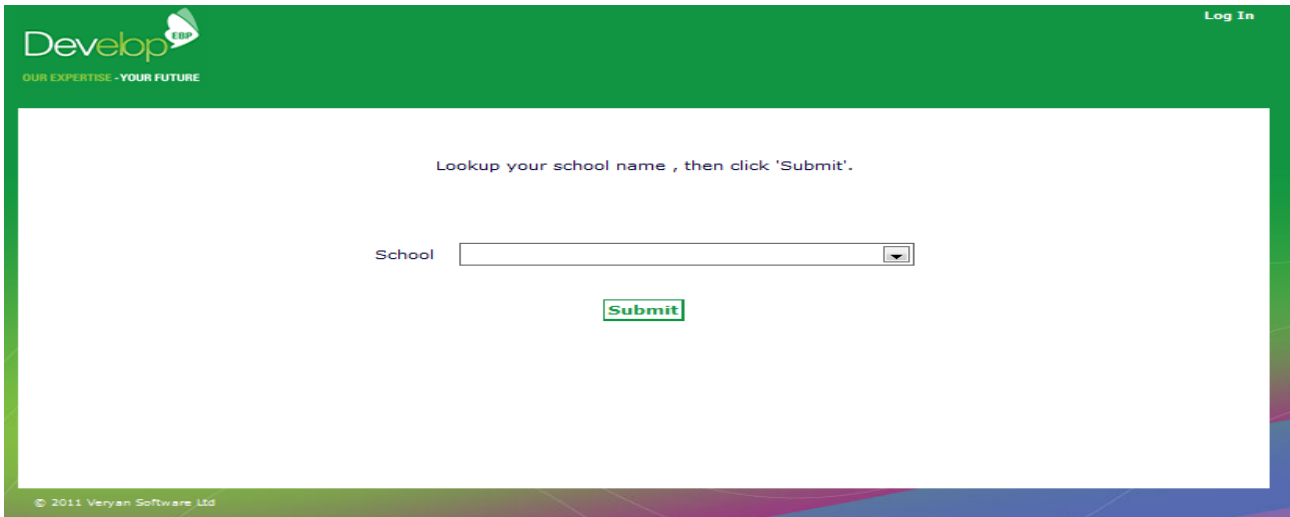 Log In
Develop EBP
OUR EXPERTISE - YOUR FUTURE
Lookup your school name , then click 'Submit'.
School
Submit
© 2011 Veryan Software Ltd